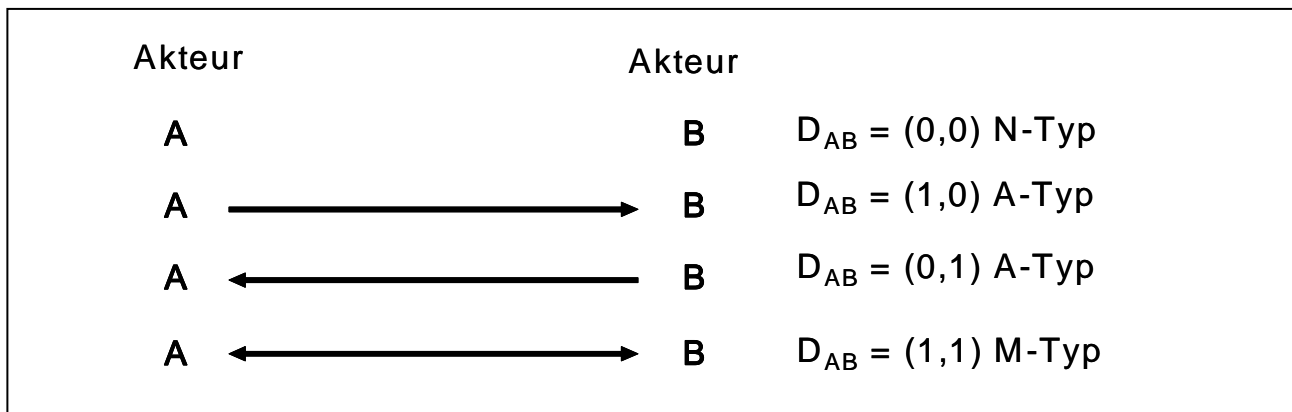 Akteur Akteur
A B D_AB = (0,0) N-Typ
A B D_AB = (1,0) A-Typ
A B D_AB = (0,1) A-Typ
A B D_AB = (1,1) M-Typ